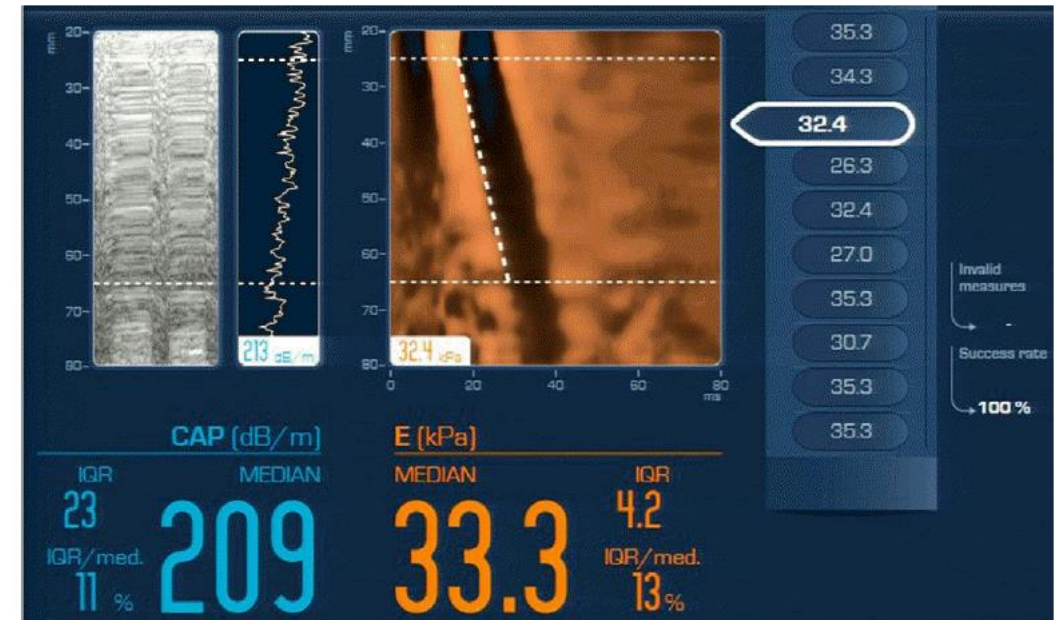 mm
20-
30-
40-
50-
60-
70-
80-
213 dB/m
mm
20-
30-
40-
50-
60-
70-
80-
32.4 kPa
0 20 40 60 80
ms
35.3
34.3
32.4
26.3
32.4
27.0
35.3
30.7
35.3
35.3
Invalid
measures
-
Success rate
100 %
CAP (dB/m)
IQR MEDIAN
23
209
IQR/med.
11 %
E (kPa)
MEDIAN IQR
33.3
4.2
IQR/med.
13%